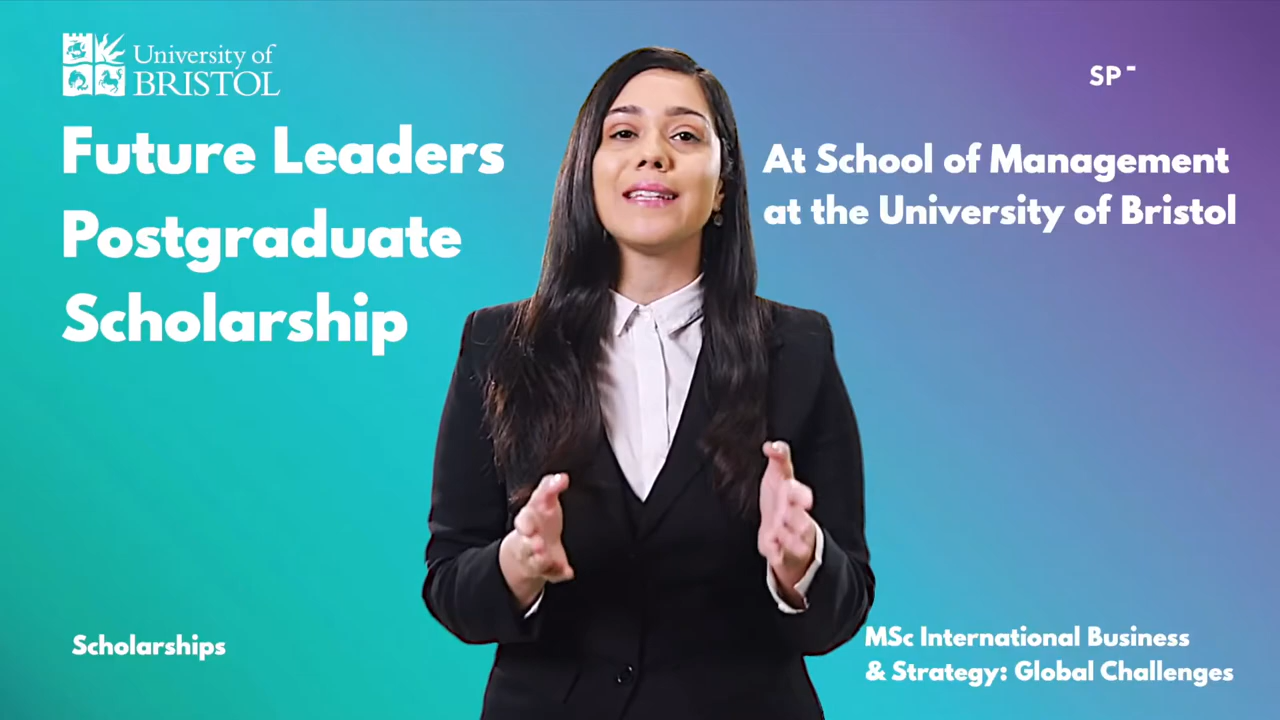 University of
BRISTOL
Future Leaders
Postgraduate
Scholarship
SP-
At School of Management
at the University of Bristol
Scholarships
MSc International Business
& Strategy: Global Challenges